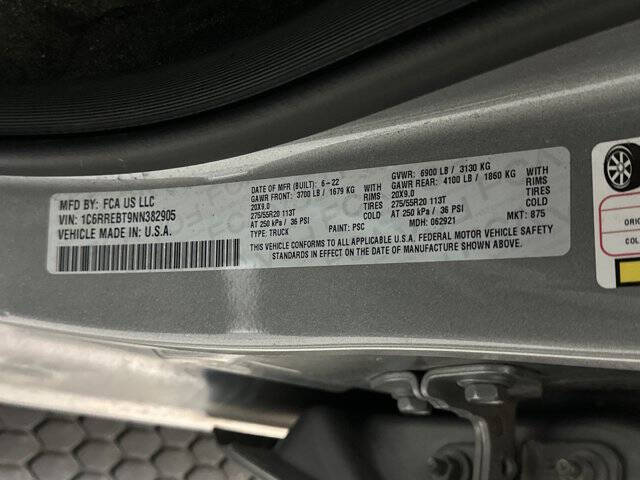 MFD BY: FCA US LLC
VIN: 1C6RREBT9NN382905
VEHICLE MADE IN U.S.A.
DATE OF MFR (BUILT): 6-22
GAWR FRONT: 3700 LB / 1679 KG WITH
20X9.0 RIMS
275/55R20 113T TIRES
AT 250 kPa / 36 PSI COLD
TYPE: TRUCK PAINT: PSC
GVWR: 6900 LB / 3130 KG
GAWR REAR: 4100 LB / 1860 KG WITH
20X9.0 RIMS
275/55R20 113T TIRES
AT 250 kPa / 36 PSI COLD
MDH: 062921 MKT: 875
THIS VEHICLE CONFORMS TO ALL APPLICABLE U.S.A. FEDERAL MOTOR VEHICLE SAFETY
STANDARDS IN EFFECT ON THE DATE OF MANUFACTURE SHOWN ABOVE.